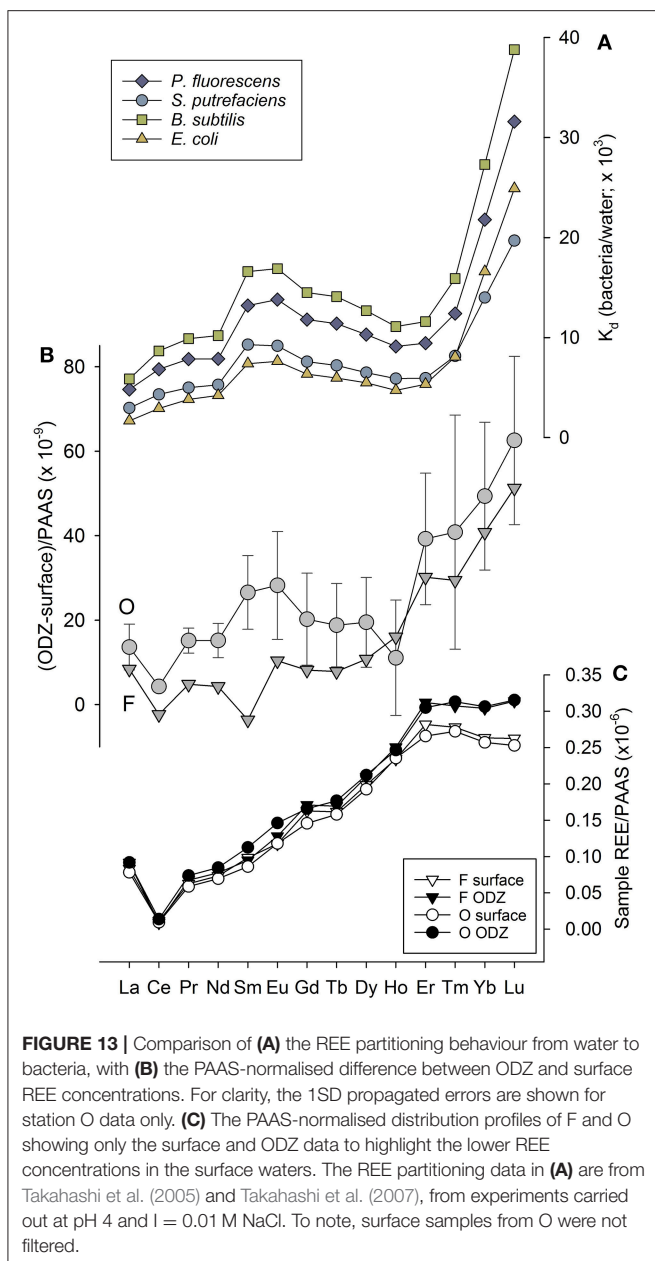 A
P. fluorescens
S. putrefaciens
B. subtilis
E. coli
40
30
20
10
0
Kd (bacteria/water; x 10³)
B
80
60
40
20
0
(ODZ-surface)/PAAS (x 10⁻⁹)
O
F
C
0.35
0.30
0.25
0.20
0.15
0.10
0.05
0.00
Sample REE/PAAS (x10⁻⁶)
F surface
F ODZ
O surface
O ODZ
La Ce Pr Nd Sm Eu Gd Tb Dy Ho Er Tm Yb Lu
FIGURE 13 | Comparison of (A) the REE partitioning behaviour from water to
bacteria, with (B) the PAAS-normalised difference between ODZ and surface
REE concentrations. For clarity, the 1SD propagated errors are shown for
station O data only. (C) The PAAS-normalised distribution profiles of F and O
showing only the surface and ODZ data to highlight the lower REE
concentrations in the surface waters. The REE partitioning data in (A) are from
Takahashi et al. (2005) and Takahashi et al. (2007), from experiments carried
out at pH 4 and I = 0.01 M NaCl. To note, surface samples from O were not
filtered.